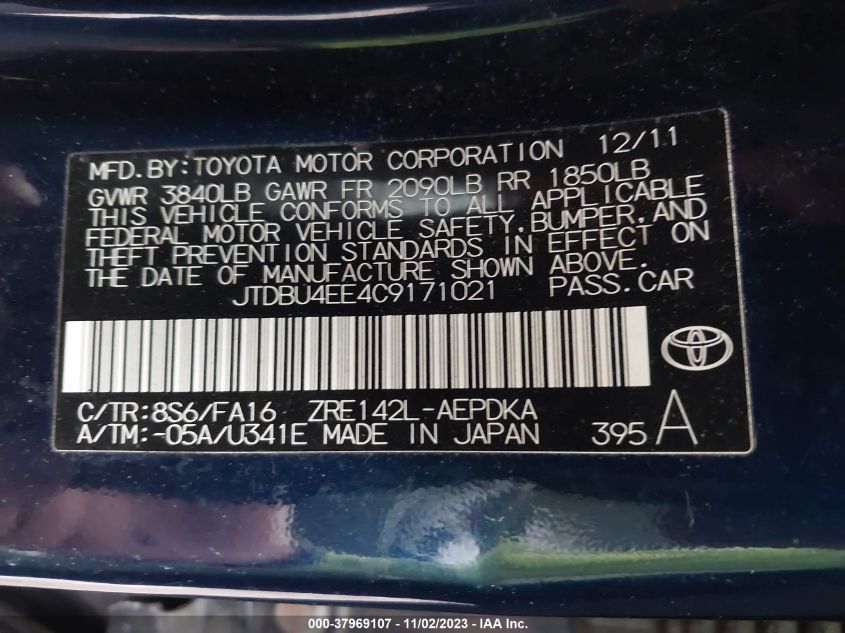 MFD.BY:TOYOTA MOTOR CORPORATION 12/11
GVWR 3840LB GAWR FR 2090LB RR 1850LB
THIS VEHICLE CONFORMS TO ALL APPLICABLE
FEDERAL MOTOR VEHICLE SAFETY,BUMPER,AND
THEFT PREVENTION STANDARDS IN EFFECT ON
THE DATE OF MANUFACTURE SHOWN ABOVE.
JTDBU4EE4C9171021 PASS.CAR
C/TR:8S6/FA16 ZRE142L-AEPDKA
A/TM:-05A/U341E MADE IN JAPAN 395 A
000-37969107 - 11/02/2023 - IAA Inc.